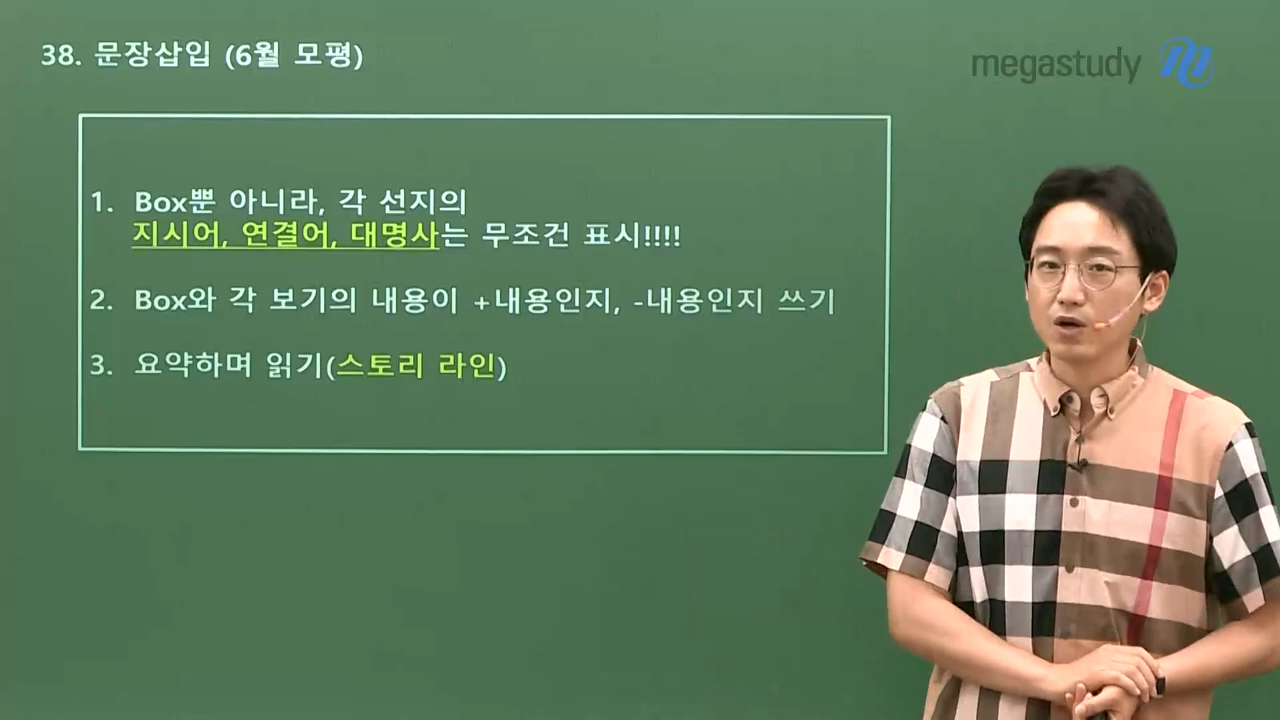 38. 문장삽입 (6월 모평)
megastudy
1. Box뿐 아니라, 각 선지의
지시어, 연결어, 대명사는 무조건 표시!!!!
2. Box와 각 보기의 내용이 +내용인지, -내용인지 쓰기
3. 요약하며 읽기(스토리 라인)